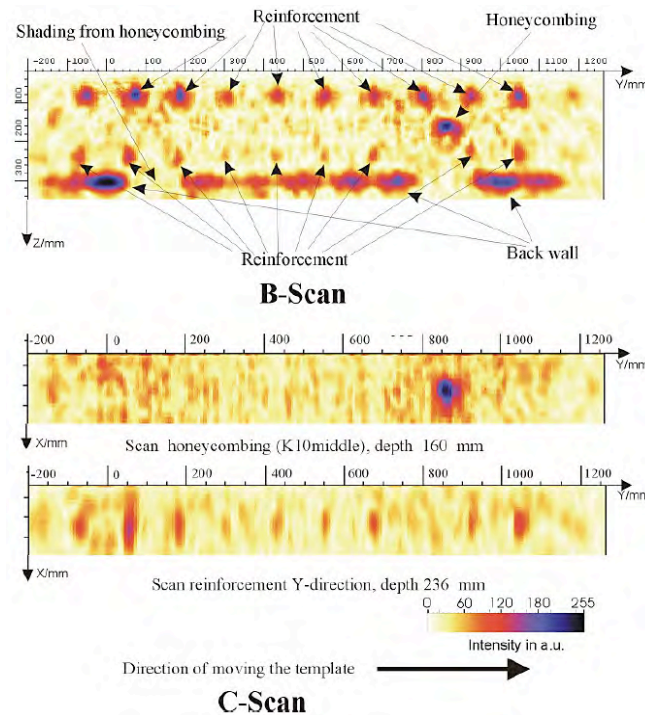 Reinforcement
Honeycombing
Shading from honeycombing
-200 0 100 200 300 400 500 600 700 800 900 1000 1100 1200
Y/mm
100
200
300
Z/mm
Reinforcement
Back wall
B-Scan
-200 0 200 400 600 800 1000 1200
Y/mm
X/mm
Scan honeycombing (K10middle), depth 160 mm
-200 0 200 400 600 800 1000 1200
Y/mm
X/mm
Scan reinforcement Y-direction, depth 236 mm
0 60 120 180 255
Intensity in a.u.
Direction of moving the template
C-Scan